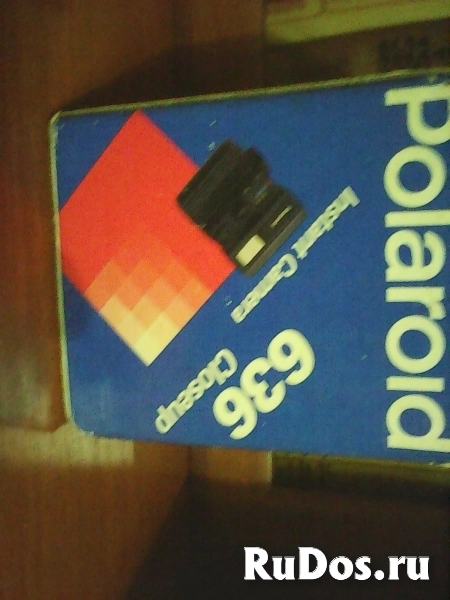 Polaroid
Instant Camera
636
Closeup
RuDos.ru